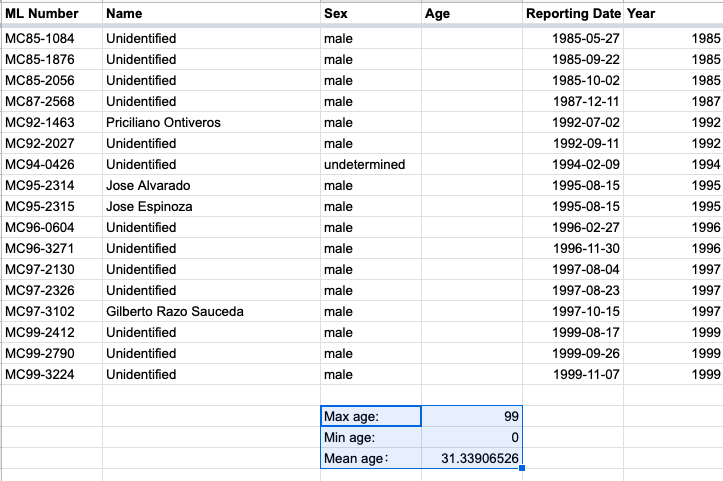 ML Number Name Sex Age Reporting Date Year
MC85-1084 Unidentified male 1985-05-27 1985
MC85-1876 Unidentified male 1985-09-22 1985
MC85-2056 Unidentified male 1985-10-02 1985
MC87-2568 Unidentified male 1987-12-11 1987
MC92-1463 Priciliano Ontiveros male 1992-07-02 1992
MC92-2027 Unidentified male 1992-09-11 1992
MC94-0426 Unidentified undetermined 1994-02-09 1994
MC95-2314 Jose Alvarado male 1995-08-15 1995
MC95-2315 Jose Espinoza male 1995-08-15 1995
MC96-0604 Unidentified male 1996-02-27 1996
MC96-3271 Unidentified male 1996-11-30 1996
MC97-2130 Unidentified male 1997-08-04 1997
MC97-2326 Unidentified male 1997-08-23 1997
MC97-3102 Gilberto Razo Sauceda male 1997-10-15 1997
MC99-2412 Unidentified male 1999-08-17 1999
MC99-2790 Unidentified male 1999-09-26 1999
MC99-3224 Unidentified male 1999-11-07 1999
Max age: 99
Min age: 0
Mean age： 31.33906526